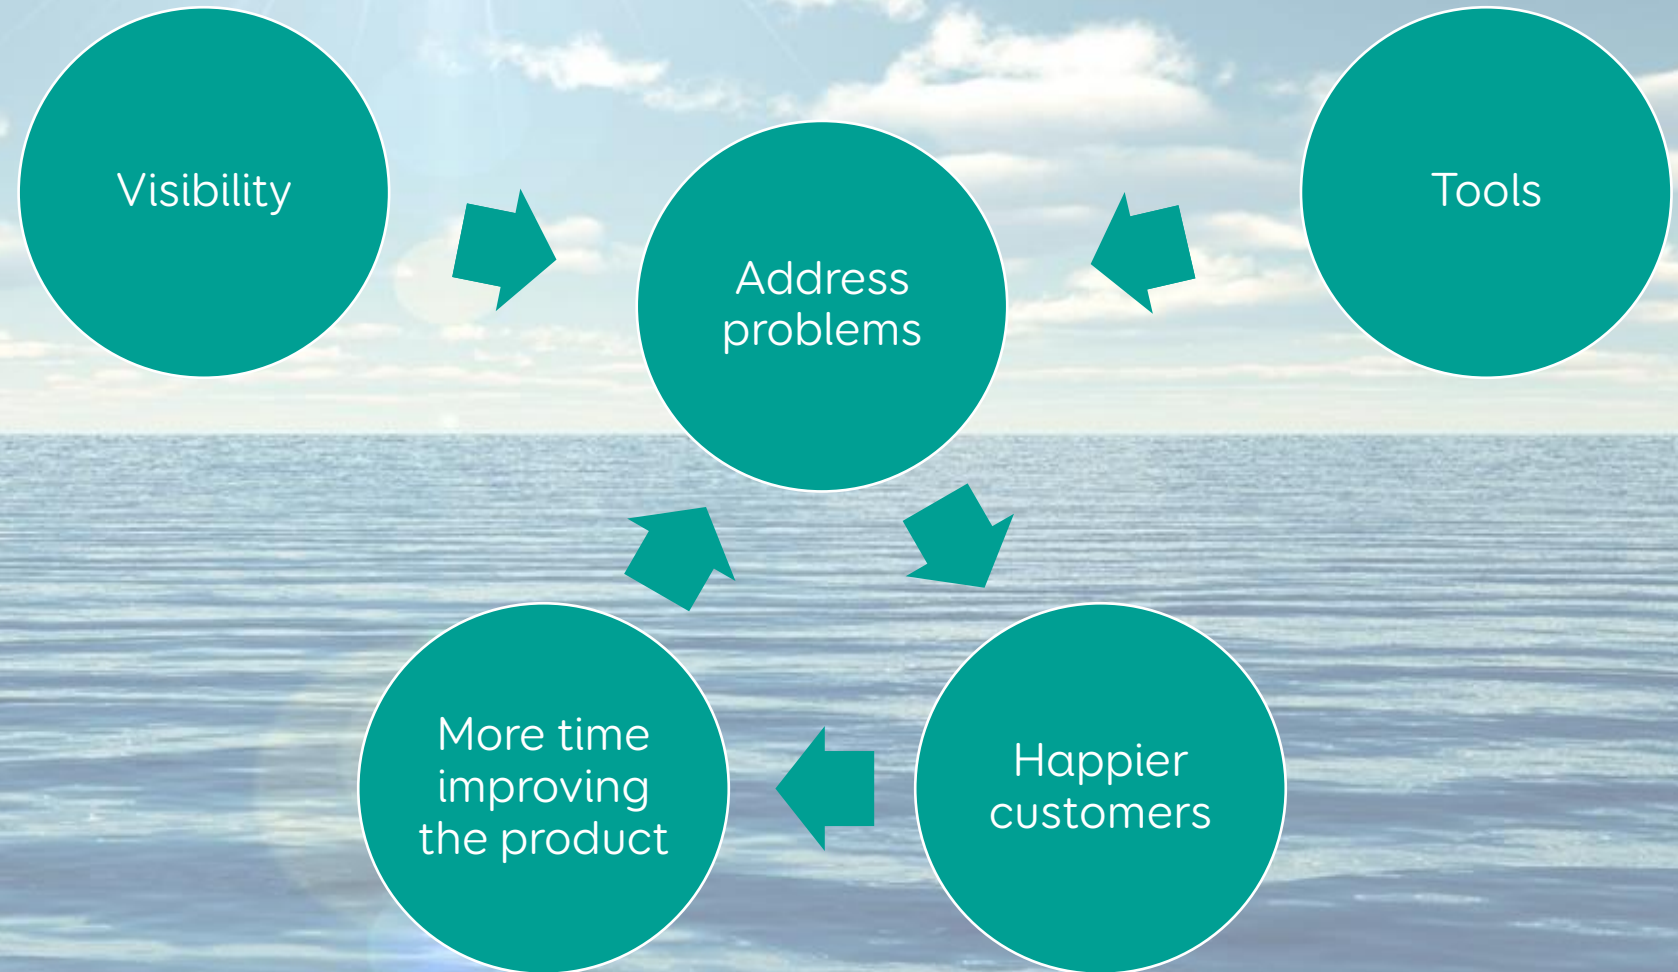 Visibility
Tools
Address
problems
More time
improving
the product
Happier
customers